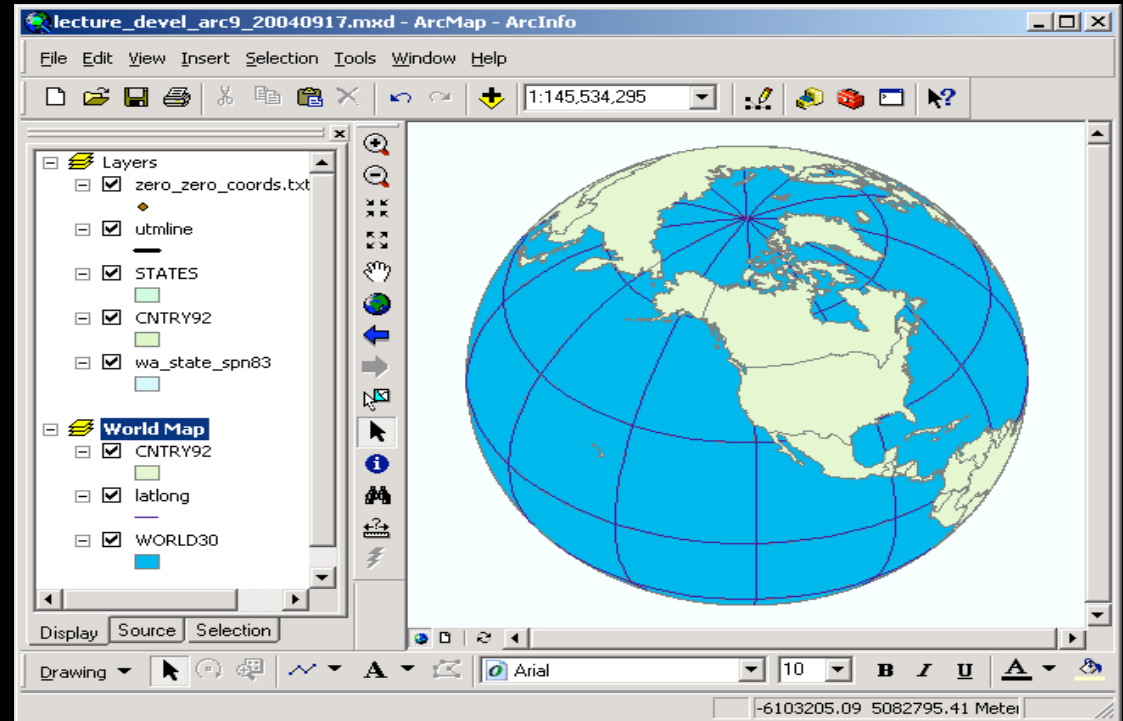 lecture_devel_arc9_20040917.mxd - ArcMap - ArcInfo
File Edit View Insert Selection Tools Window Help
1:145,534,295
Layers
zero_zero_coords.txt
utmline
STATES
CNTRY92
wa_state_spn83
World Map
CNTRY92
latlong
WORLD30
Display Source Selection
Drawing A Arial 10 B I U A
-6103205.09 5082795.41 Meter